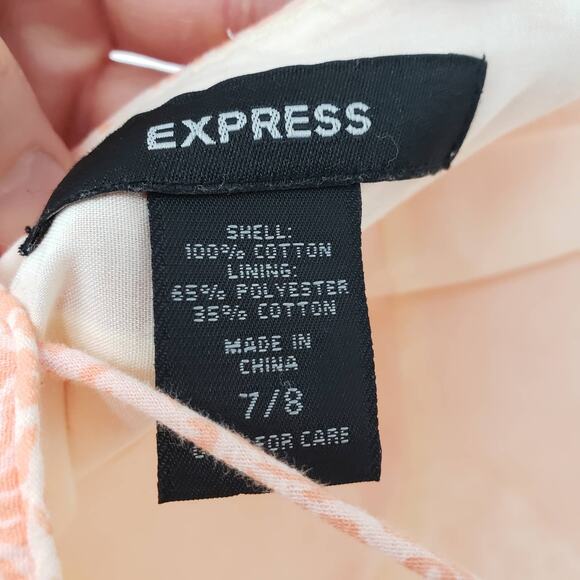 EXPRESS
SHELL:
100% COTTON
LINING:
65% POLYESTER
35% COTTON
MADE IN
CHINA
7/8
FOR CARE